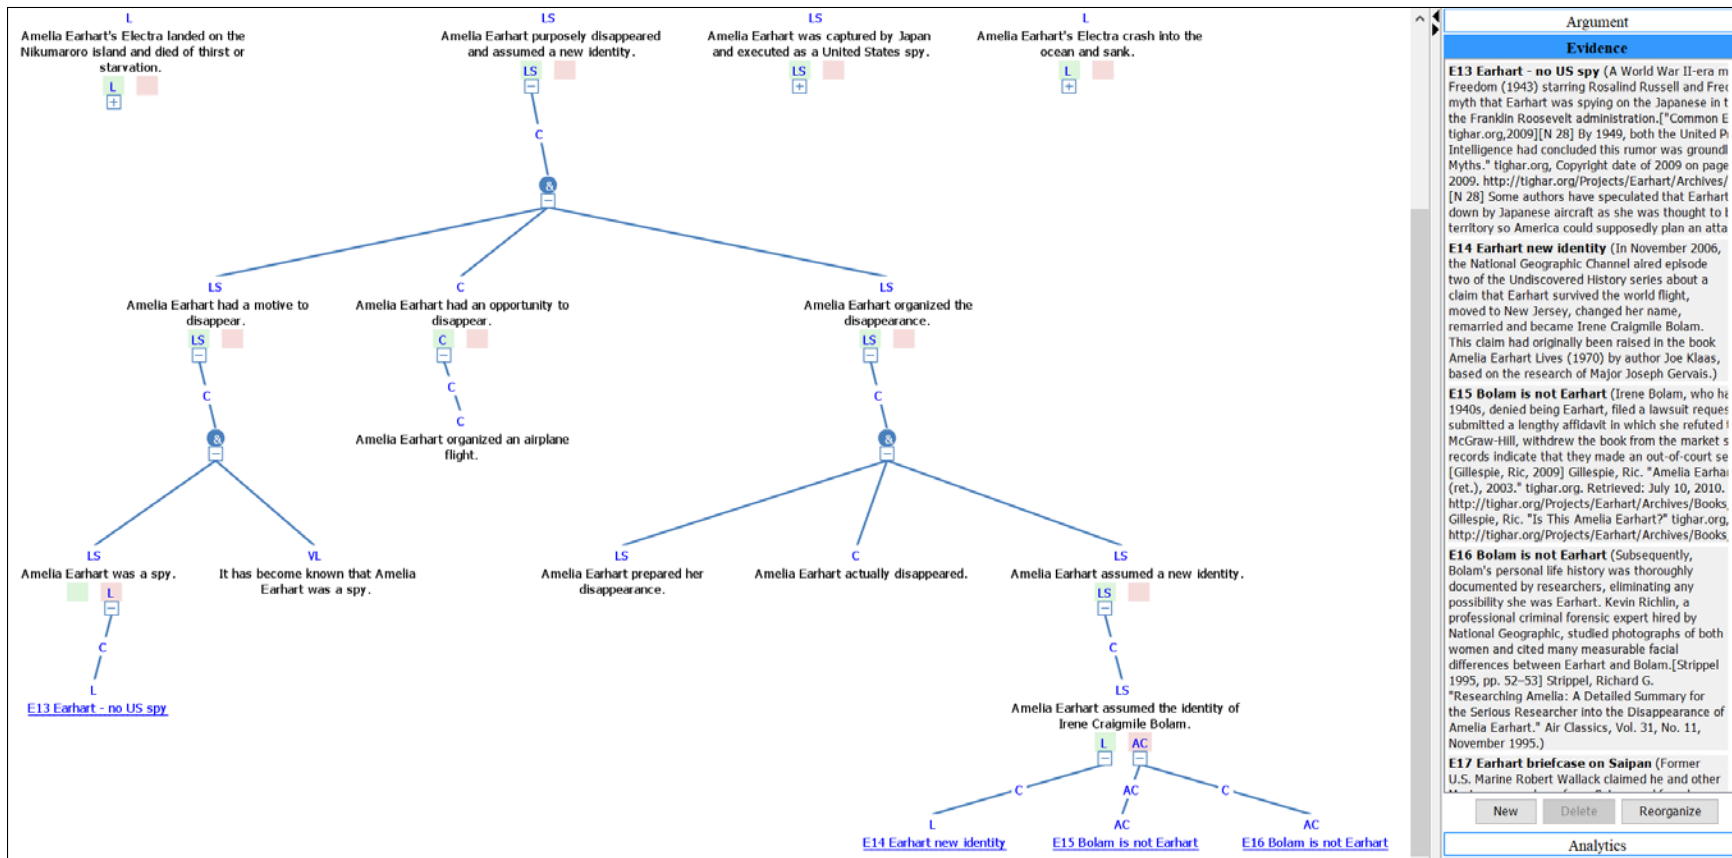 L
Amelia Earhart's Electra landed on the
Nikumaroro island and died of thirst or
starvation.
L
LS
Amelia Earhart purposely disappeared
and assumed a new identity.
LS
LS
Amelia Earhart was captured by Japan
and executed as a United States spy.
LS
L
Amelia Earhart's Electra crash into the
ocean and sank.
L
C
&
LS
Amelia Earhart had a motive to
disappear.
LS
C
Amelia Earhart had an opportunity to
disappear.
C
LS
Amelia Earhart organized the
disappearance.
LS
C
&
C
C
Amelia Earhart organized an airplane
flight.
C
&
LS
Amelia Earhart was a spy.
L
VL
It has become known that Amelia
Earhart was a spy.
LS
Amelia Earhart prepared her
disappearance.
C
Amelia Earhart actually disappeared.
LS
Amelia Earhart assumed a new identity.
LS
C
L
E13 Earhart - no US spy
C
LS
Amelia Earhart assumed the identity of
Irene Craigmile Bolam.
L AC
C AC C
L
E14 Earhart new identity
AC
E15 Bolam is not Earhart
AC
E16 Bolam is not Earhart
Argument
Evidence
E13 Earhart - no US spy (A World War II-era m
Freedom (1943) starring Rosalind Russell and Fred
myth that Earhart was spying on the Japanese in t
the Franklin Roosevelt administration.["Common E
tighar.org,2009][N 28] By 1949, both the United P
Intelligence had concluded this rumor was groundl
Myths." tighar.org, Copyright date of 2009 on page
2009. http://tighar.org/Projects/Earhart/Archives/
[N 28] Some authors have speculated that Earhart
down by Japanese aircraft as she was thought to b
territory so America could supposedly plan an atta
E14 Earhart new identity (In November 2006,
the National Geographic Channel aired episode
two of the Undiscovered History series about a
claim that Earhart survived the world flight,
moved to New Jersey, changed her name,
remarried and became Irene Craigmile Bolam.
This claim had originally been raised in the book
Amelia Earhart Lives (1970) by author Joe Klaas,
based on the research of Major Joseph Gervais.)
E15 Bolam is not Earhart (Irene Bolam, who ha
1940s, denied being Earhart, filed a lawsuit reques
submitted a lengthy affidavit in which she refuted t
McGraw-Hill, withdrew the book from the market s
records indicate that they made an out-of-court se
[Gillespie, Ric, 2009] Gillespie, Ric. "Amelia Earha
(ret.), 2003." tighar.org. Retrieved: July 10, 2010.
http://tighar.org/Projects/Earhart/Archives/Books_
Gillespie, Ric. "Is This Amelia Earhart?" tighar.org,
http://tighar.org/Projects/Earhart/Archives/Books_
E16 Bolam is not Earhart (Subsequently,
Bolam's personal life history was thoroughly
documented by researchers, eliminating any
possibility she was Earhart. Kevin Richlin, a
professional criminal forensic expert hired by
National Geographic, studied photographs of both
women and cited many measurable facial
differences between Earhart and Bolam.[Strippel
1995, pp. 52–53] Strippel, Richard G.
"Researching Amelia: A Detailed Summary for
the Serious Researcher into the Disappearance of
Amelia Earhart." Air Classics, Vol. 31, No. 11,
November 1995.)
E17 Earhart briefcase on Saipan (Former
U.S. Marine Robert Wallack claimed he and other
New Delete Reorganize
Analytics